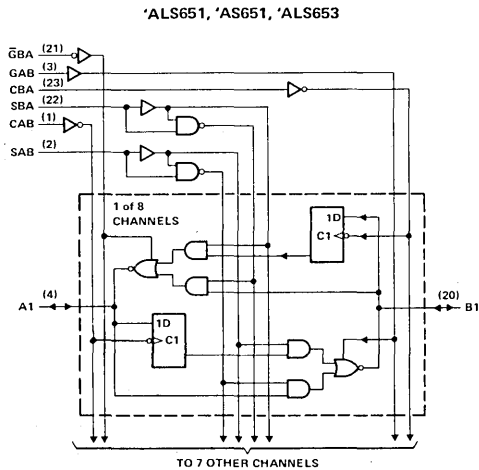 'ALS651, 'AS651, 'ALS653
G̅BA (21)
GAB (3)
CBA (23)
SBA (22)
CAB (1)
SAB (2)
1 of 8
CHANNELS
1D
C1
A1 (4)
(20) B1
1D
C1
TO 7 OTHER CHANNELS